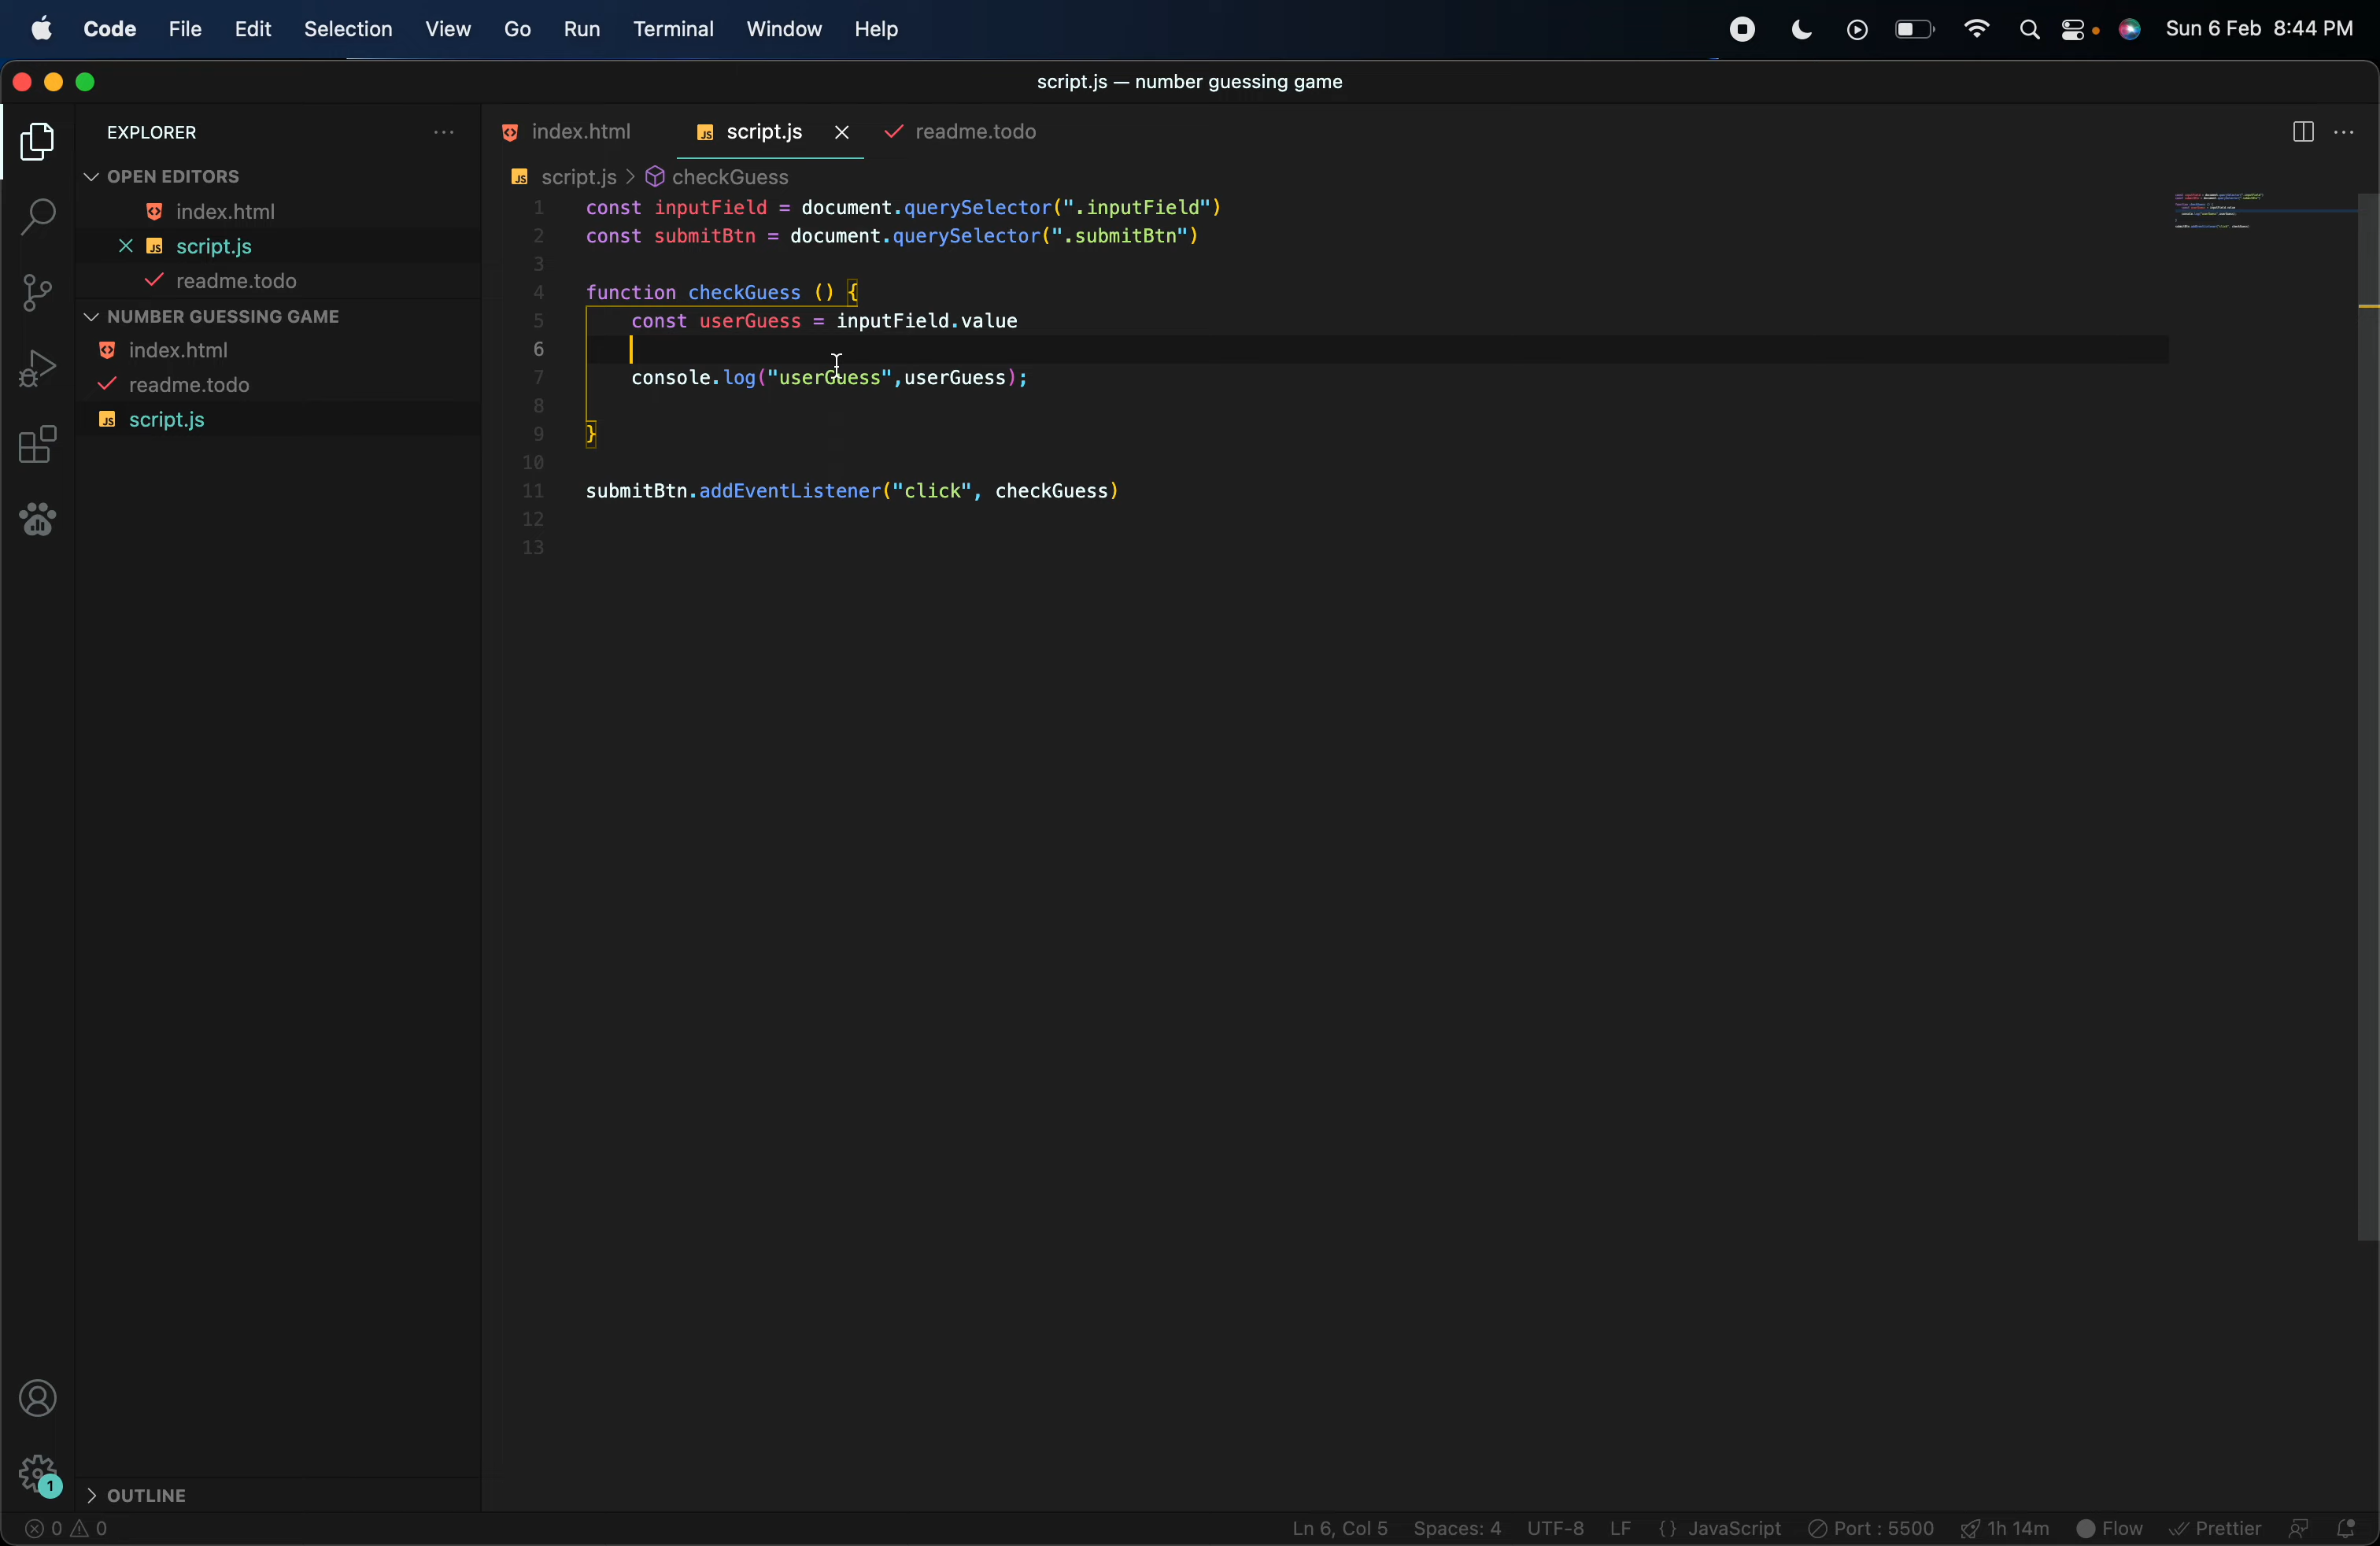 Code File Edit Selection View Go Run Terminal Window Help Sun 6 Feb 8:44 PM
script.js — number guessing game
EXPLORER
OPEN EDITORS
index.html
script.js
readme.todo
NUMBER GUESSING GAME
index.html
readme.todo
script.js
OUTLINE
index.html script.js readme.todo
script.js > checkGuess
1 const inputField = document.querySelector(".inputField")
2 const submitBtn = document.querySelector(".submitBtn")
3
4 function checkGuess () {
5 const userGuess = inputField.value
6
7 console.log("userGuess",userGuess);
8
9 }
10
11 submitBtn.addEventListener("click", checkGuess)
12
13
1
0 0 Ln 6, Col 5 Spaces: 4 UTF-8 LF {} JavaScript Port : 5500 1h 14m Flow Prettier